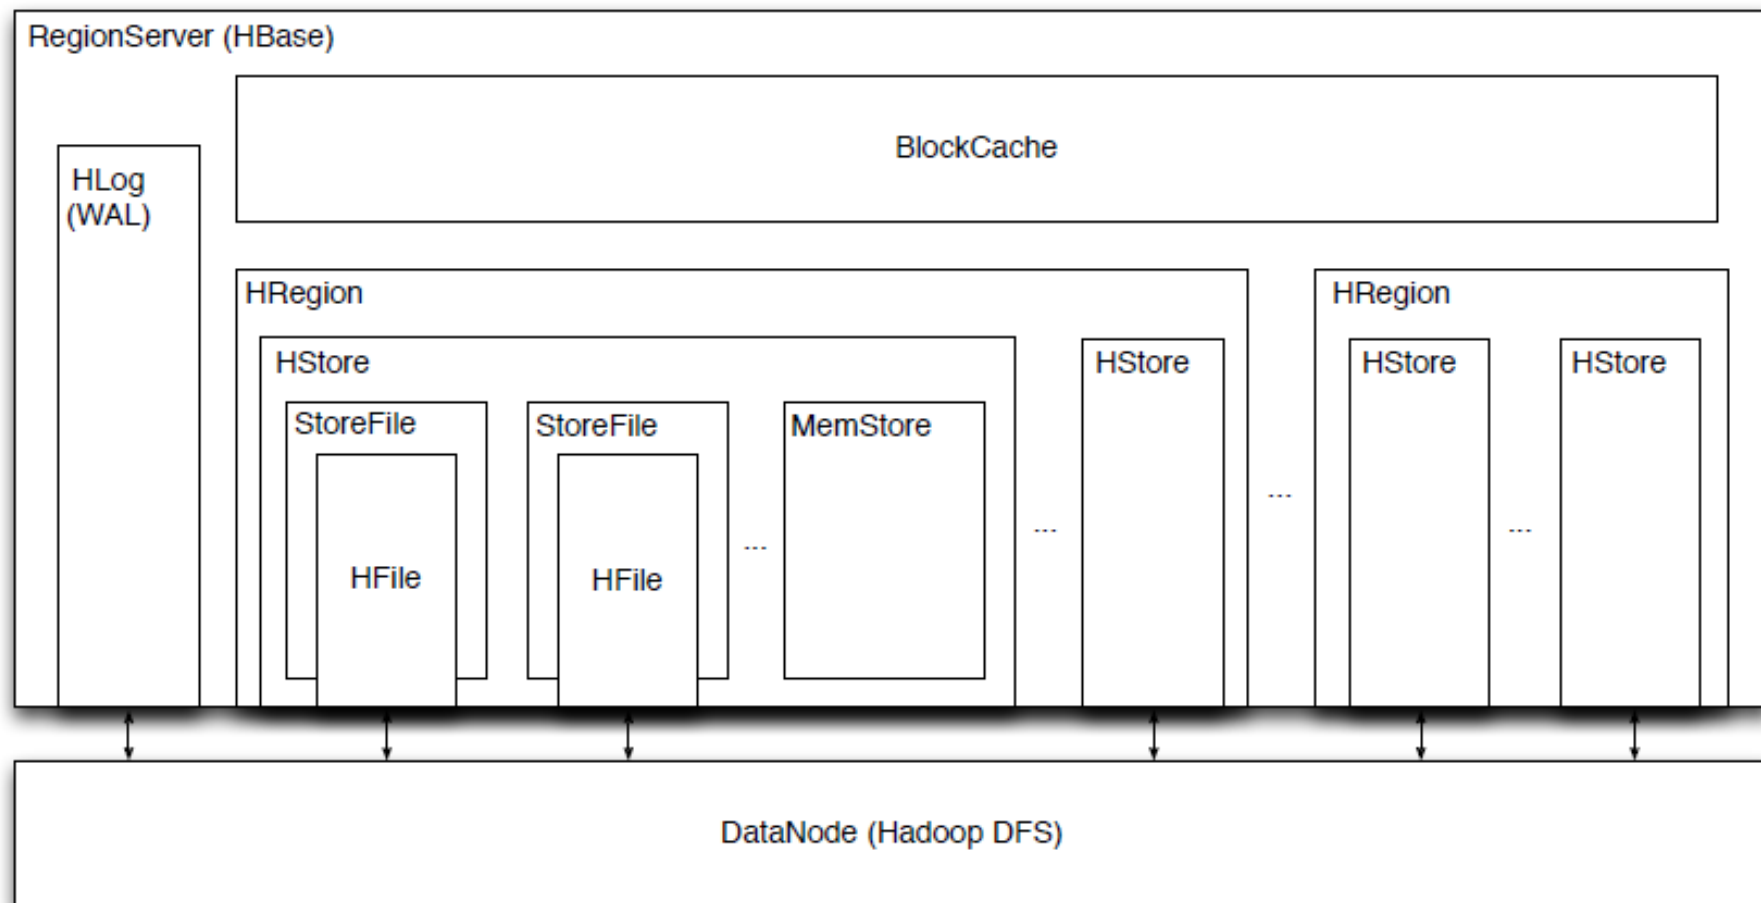 RegionServer (HBase)
BlockCache
HLog
(WAL)
HRegion
HRegion
HStore
HStore
HStore
HStore
StoreFile
StoreFile
MemStore
...
...
...
...
HFile
HFile
DataNode (Hadoop DFS)